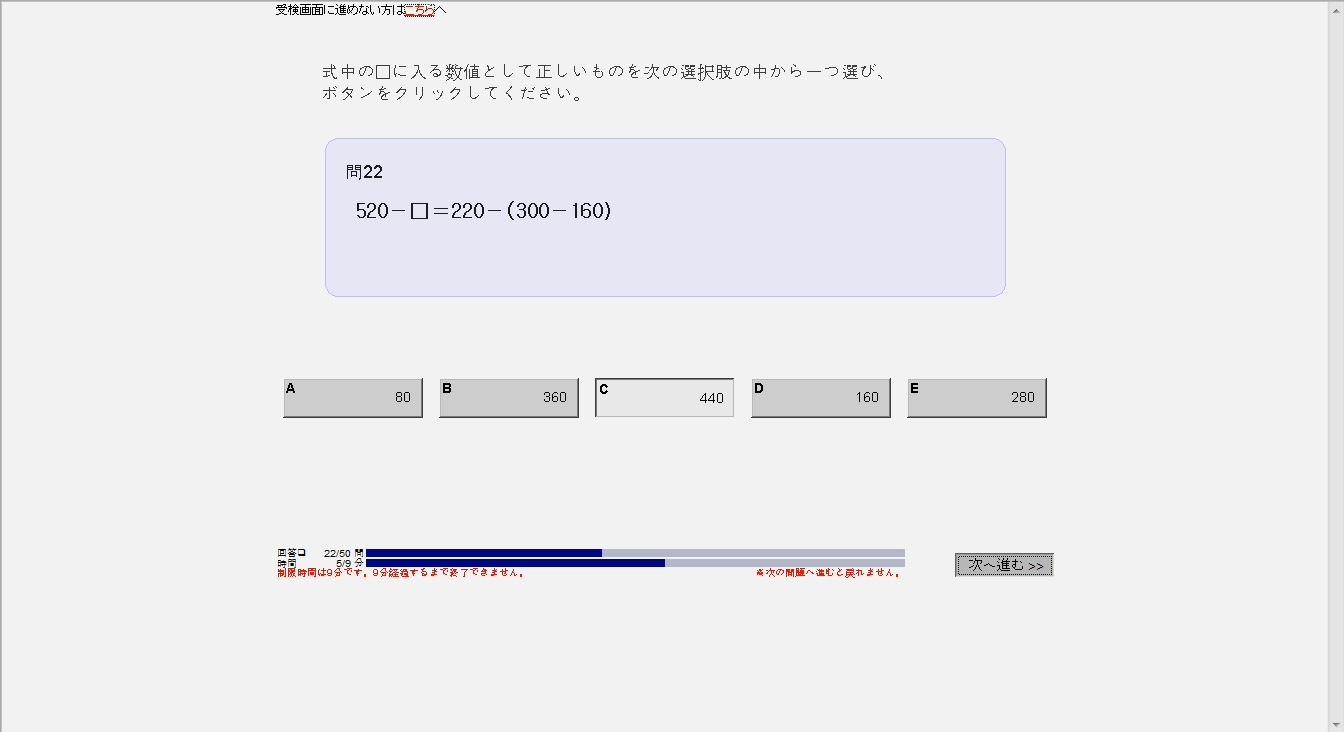 受検画面に進めない方はこちらへ
式中の□に入る数値として正しいものを次の選択肢の中から一つ選び、
ボタンをクリックしてください。
問22
520－□＝220－(300－160)
A 80
B 360
C 440
D 160
E 280
回答数 22/50 問
時間 5/9 分
制限時間は9分です。9分経過するまで終了できません。
※次の問題へ進むと戻れません。
次へ進む >>